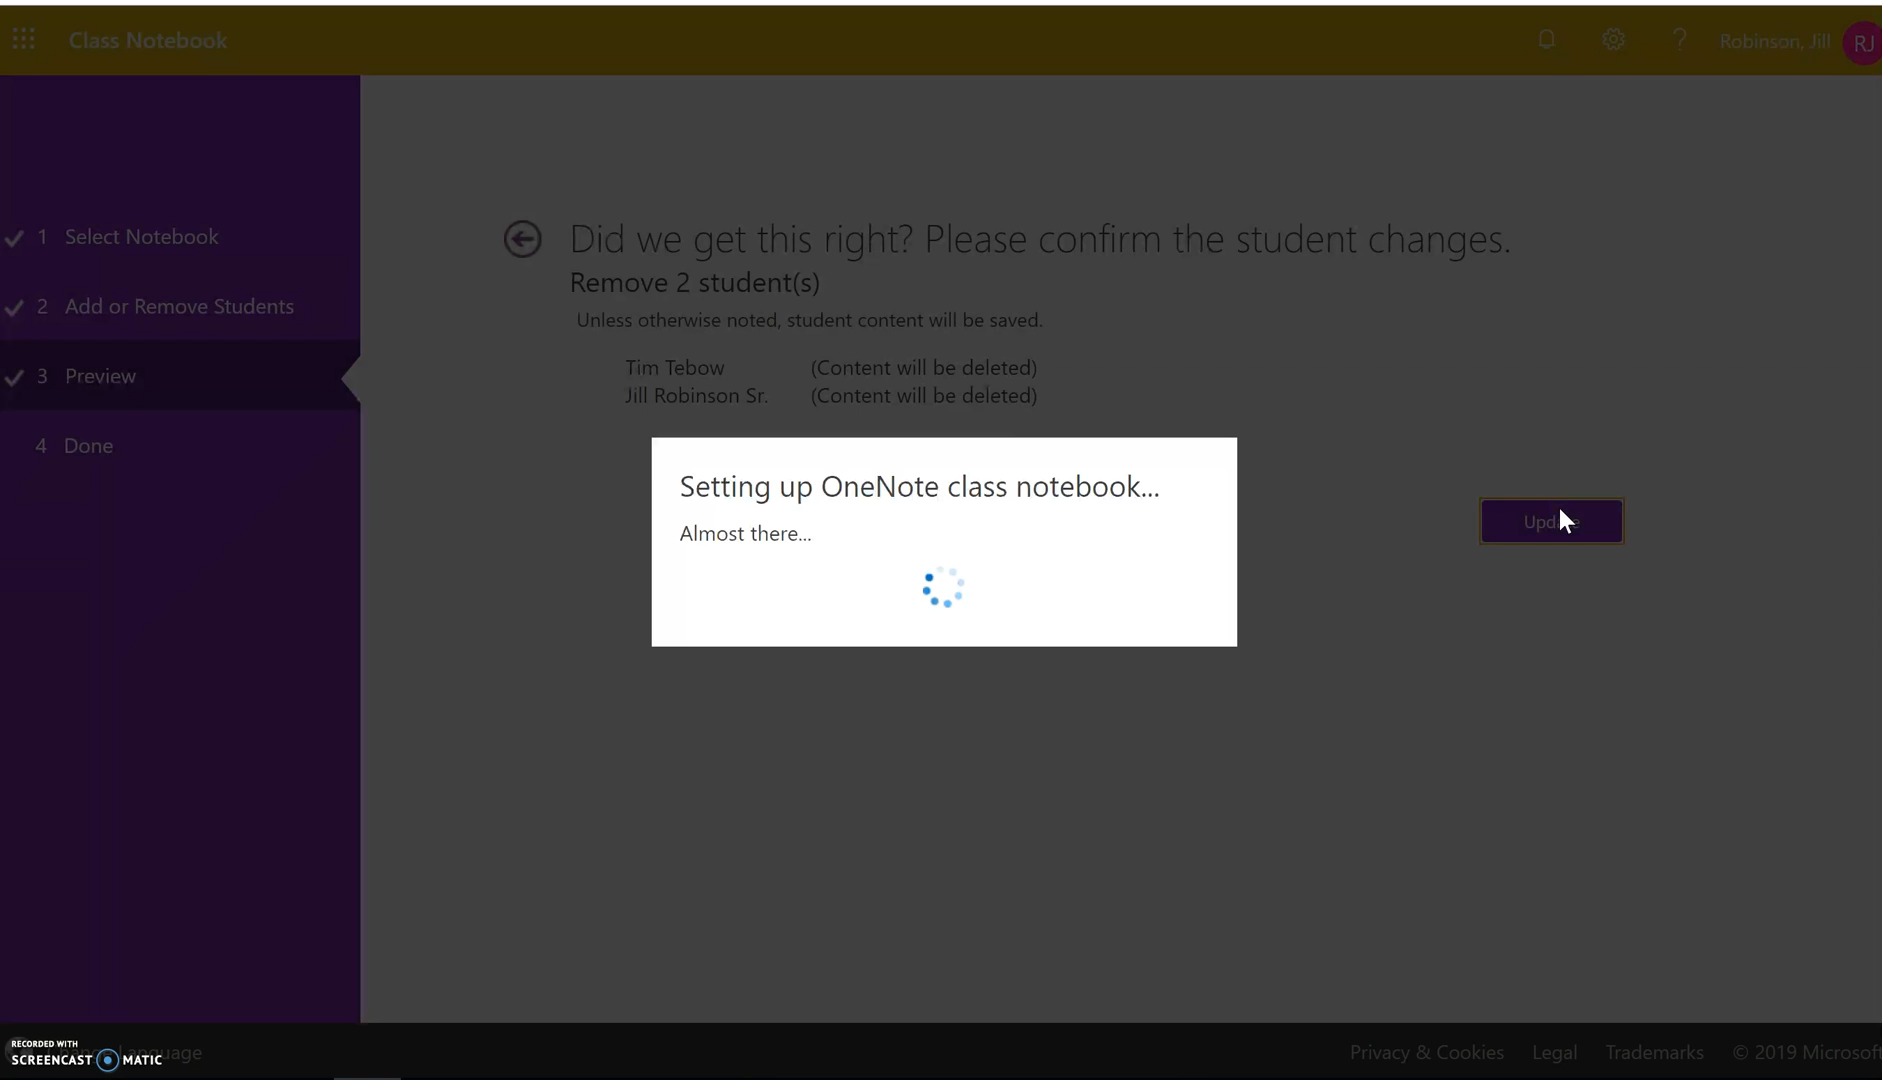 Class Notebook
Robinson, Jill RJ
1 Select Notebook
2 Add or Remove Students
3 Preview
4 Done
Did we get this right? Please confirm the student changes.
Remove 2 student(s)
Unless otherwise noted, student content will be saved.
Tim Tebow (Content will be deleted)
Jill Robinson Sr. (Content will be deleted)
Setting up OneNote class notebook...
Almost there...
Update
RECORDED WITH
SCREENCAST MATIC
Language
Privacy & Cookies Legal Trademarks © 2019 Microsoft